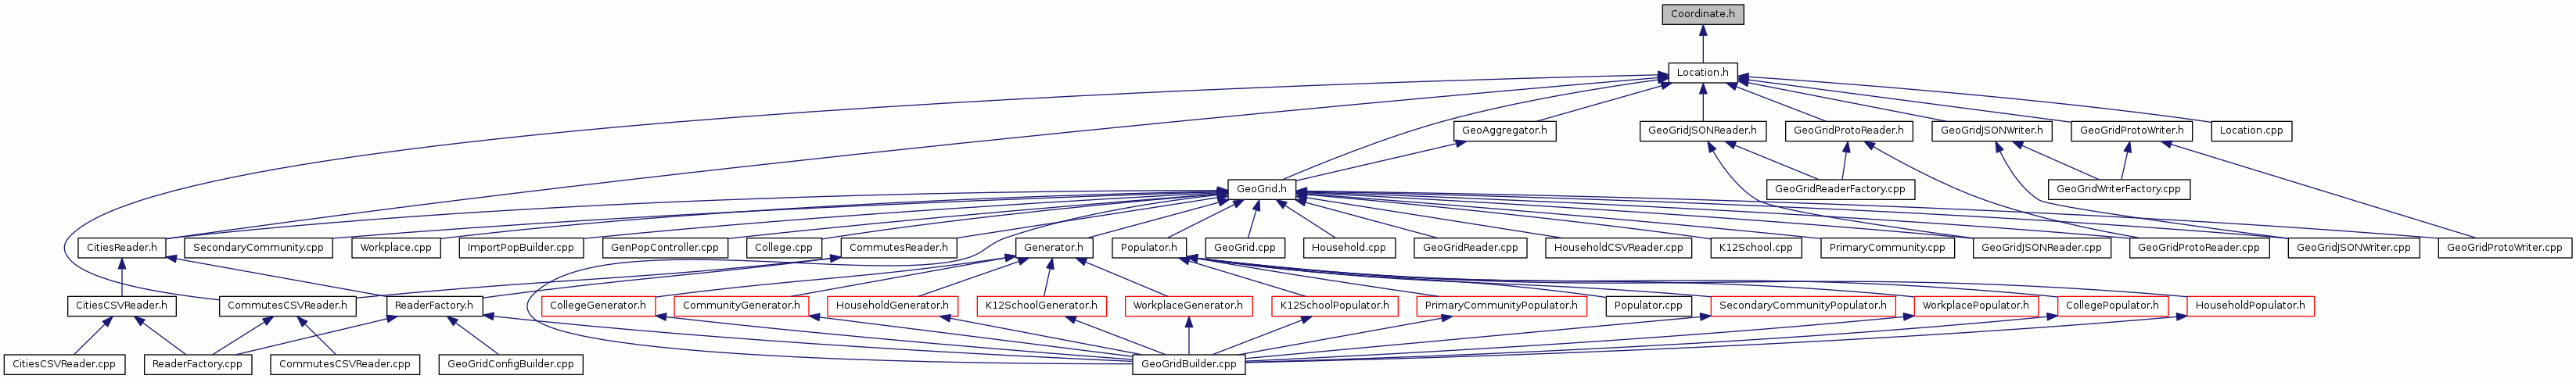 Coordinate.h
Location.h
GeoAggregator.h
GeoGridJSONReader.h
GeoGridProtoReader.h
GeoGridJSONWriter.h
GeoGridProtoWriter.h
Location.cpp
GeoGrid.h
GeoGridReaderFactory.cpp
GeoGridWriterFactory.cpp
CitiesReader.h
SecondaryCommunity.cpp
Workplace.cpp
ImportPopBuilder.cpp
GenPopController.cpp
College.cpp
CommutesReader.h
Generator.h
Populator.h
GeoGrid.cpp
Household.cpp
GeoGridReader.cpp
HouseholdCSVReader.cpp
K12School.cpp
PrimaryCommunity.cpp
GeoGridJSONReader.cpp
GeoGridProtoReader.cpp
GeoGridJSONWriter.cpp
GeoGridProtoWriter.cpp
CitiesCSVReader.h
CommutesCSVReader.h
ReaderFactory.h
CollegeGenerator.h
CommunityGenerator.h
HouseholdGenerator.h
K12SchoolGenerator.h
WorkplaceGenerator.h
K12SchoolPopulator.h
PrimaryCommunityPopulator.h
Populator.cpp
SecondaryCommunityPopulator.h
WorkplacePopulator.h
CollegePopulator.h
HouseholdPopulator.h
CitiesCSVReader.cpp
ReaderFactory.cpp
CommutesCSVReader.cpp
GeoGridConfigBuilder.cpp
GeoGridBuilder.cpp